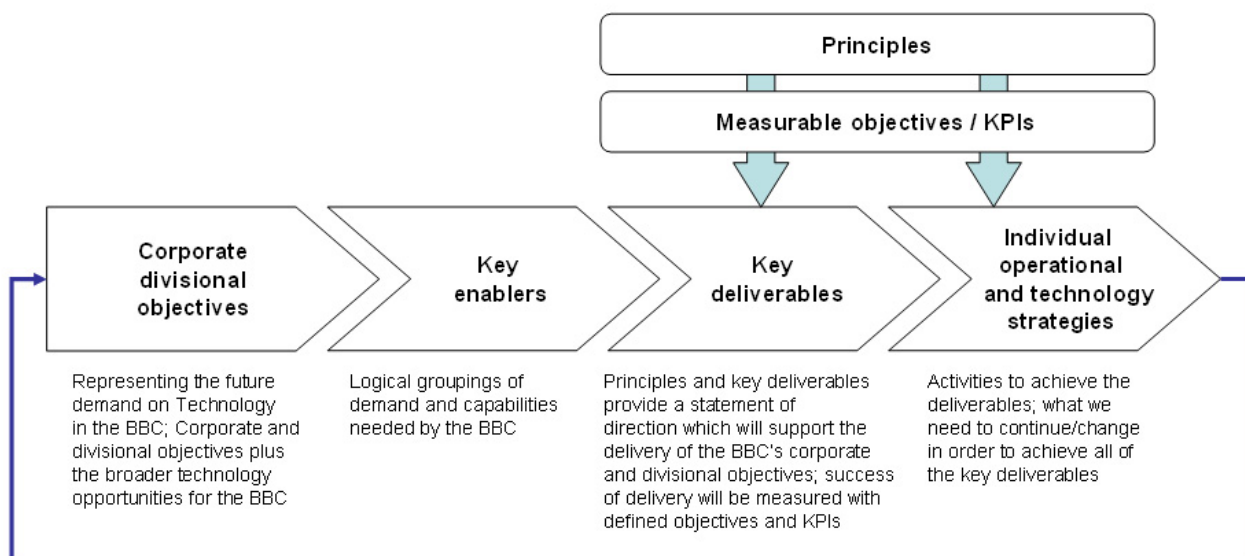 Principles
Measurable objectives / KPIs
Corporate
divisional
objectives
Key
enablers
Key
deliverables
Individual
operational
and technology
strategies
Representing the future
demand on Technology
in the BBC; Corporate and
divisional objectives plus
the broader technology
opportunities for the BBC
Logical groupings of
demand and capabilities
needed by the BBC
Principles and key deliverables
provide a statement of
direction which will support the
delivery of the BBC's corporate
and divisional objectives; success
of delivery will be measured with
defined objectives and KPIs
Activities to achieve the
deliverables; what we
need to continue/change
in order to achieve all of
the key deliverables